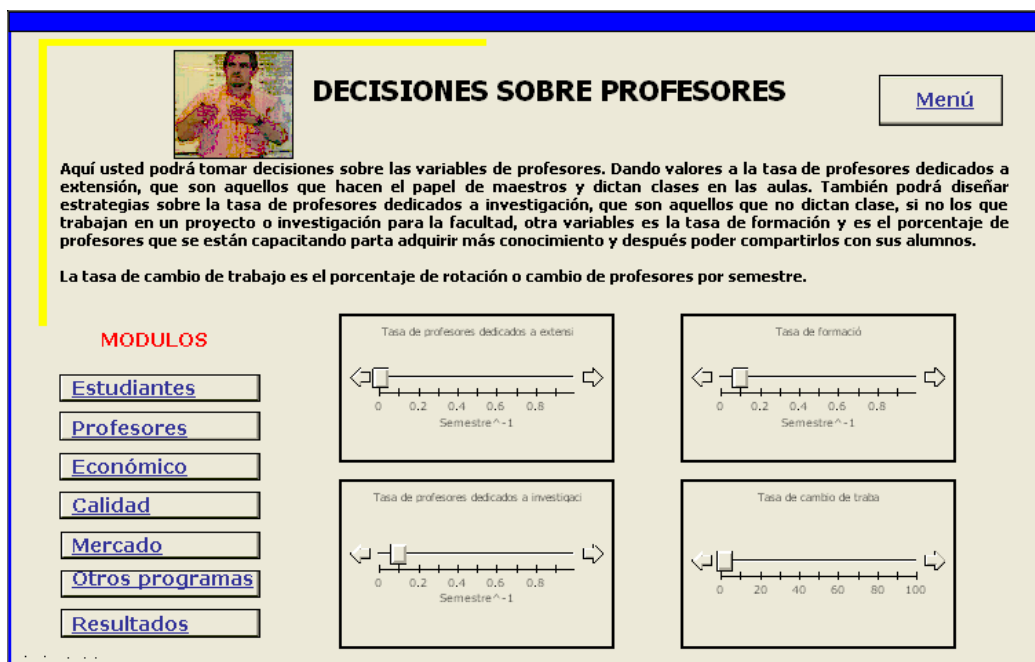 DECISIONES SOBRE PROFESORES
Menú
Aquí usted podrá tomar decisiones sobre las variables de profesores. Dando valores a la tasa de profesores dedicados a
extensión, que son aquellos que hacen el papel de maestros y dictan clases en las aulas. También podrá diseñar
estrategias sobre la tasa de profesores dedicados a investigación, que son aquellos que no dictan clase, si no los que
trabajan en un proyecto o investigación para la facultad, otra variables es la tasa de formación y es el porcentaje de
profesores que se están capacitando parta adquirir más conocimiento y después poder compartirlos con sus alumnos.
La tasa de cambio de trabajo es el porcentaje de rotación o cambio de profesores por semestre.
MODULOS
Estudiantes
Profesores
Económico
Calidad
Mercado
Otros programas
Resultados
Tasa de profesores dedicados a extensi
0 0.2 0.4 0.6 0.8
Semestre^-1
Tasa de formació
0 0.2 0.4 0.6 0.8
Semestre^-1
Tasa de profesores dedicados a investigaci
0 0.2 0.4 0.6 0.8
Semestre^-1
Tasa de cambio de traba
0 20 40 60 80 100